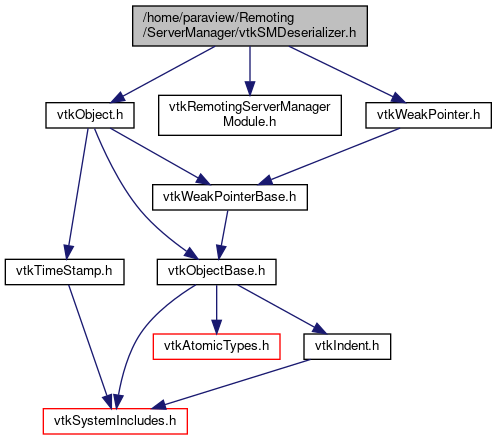 /home/paraview/Remoting
/ServerManager/vtkSMDeserializer.h
vtkObject.h
vtkRemotingServerManager
Module.h
vtkWeakPointer.h
vtkWeakPointerBase.h
vtkTimeStamp.h
vtkObjectBase.h
vtkAtomicTypes.h
vtkIndent.h
vtkSystemIncludes.h